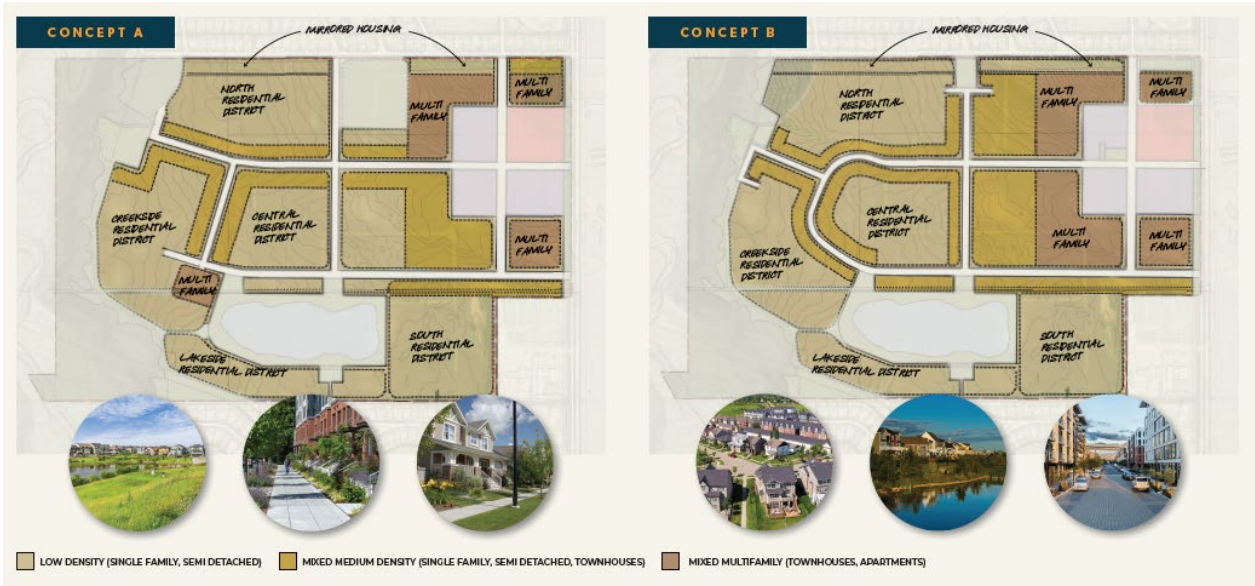 CONCEPT A
MIRRORED HOUSING
NORTH
RESIDENTIAL
DISTRICT
MULTI
FAMILY
MULTI
FAMILY
CREEKSIDE
RESIDENTIAL
DISTRICT
CENTRAL
RESIDENTIAL
DISTRICT
MULTI
FAMILY
MULTI
FAMILY
LAKESIDE
RESIDENTIAL DISTRICT
SOUTH
RESIDENTIAL
DISTRICT
CONCEPT B
MIRRORED HOUSING
NORTH
RESIDENTIAL
DISTRICT
MULTI
FAMILY
MULTI
FAMILY
CREEKSIDE
RESIDENTIAL
DISTRICT
CENTRAL
RESIDENTIAL
DISTRICT
MULTI
FAMILY
MULTI
FAMILY
LAKESIDE
RESIDENTIAL DISTRICT
SOUTH
RESIDENTIAL
DISTRICT
LOW DENSITY (SINGLE FAMILY, SEMI DETACHED)
MIXED MEDIUM DENSITY (SINGLE FAMILY, SEMI DETACHED, TOWNHOUSES)
MIXED MULTIFAMILY (TOWNHOUSES, APARTMENTS)